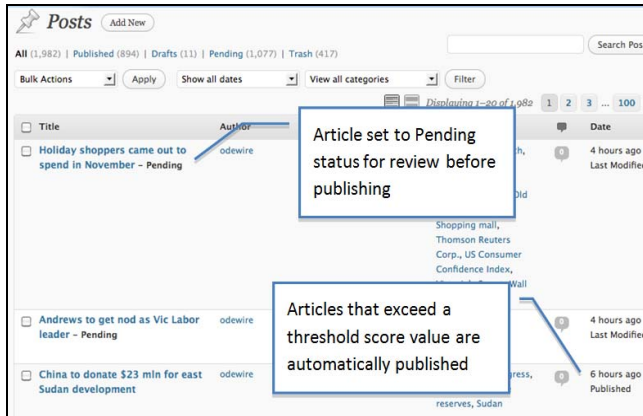 Posts Add New
All (1,982) | Published (894) | Drafts (11) | Pending (1,077) | Trash (417)
Search Pos
Bulk Actions Apply Show all dates View all categories Filter
Displaying 1–20 of 1,982 1 2 3 ... 100
Title Author Date
Holiday shoppers came out to
spend in November – Pending
odewire
Article set to Pending
status for review before
publishing
Shopping mall,
Thomson Reuters
Corp., US Consumer
Confidence Index,
Wall
0
4 hours ago
Last Modified
Andrews to get nod as Vic Labor
leader – Pending
odewire
Articles that exceed a
threshold score value are
automatically published
0
4 hours ago
Last Modified
China to donate $23 mln for east
Sudan development
odewire
reserves, Sudan
0
6 hours ago
Published